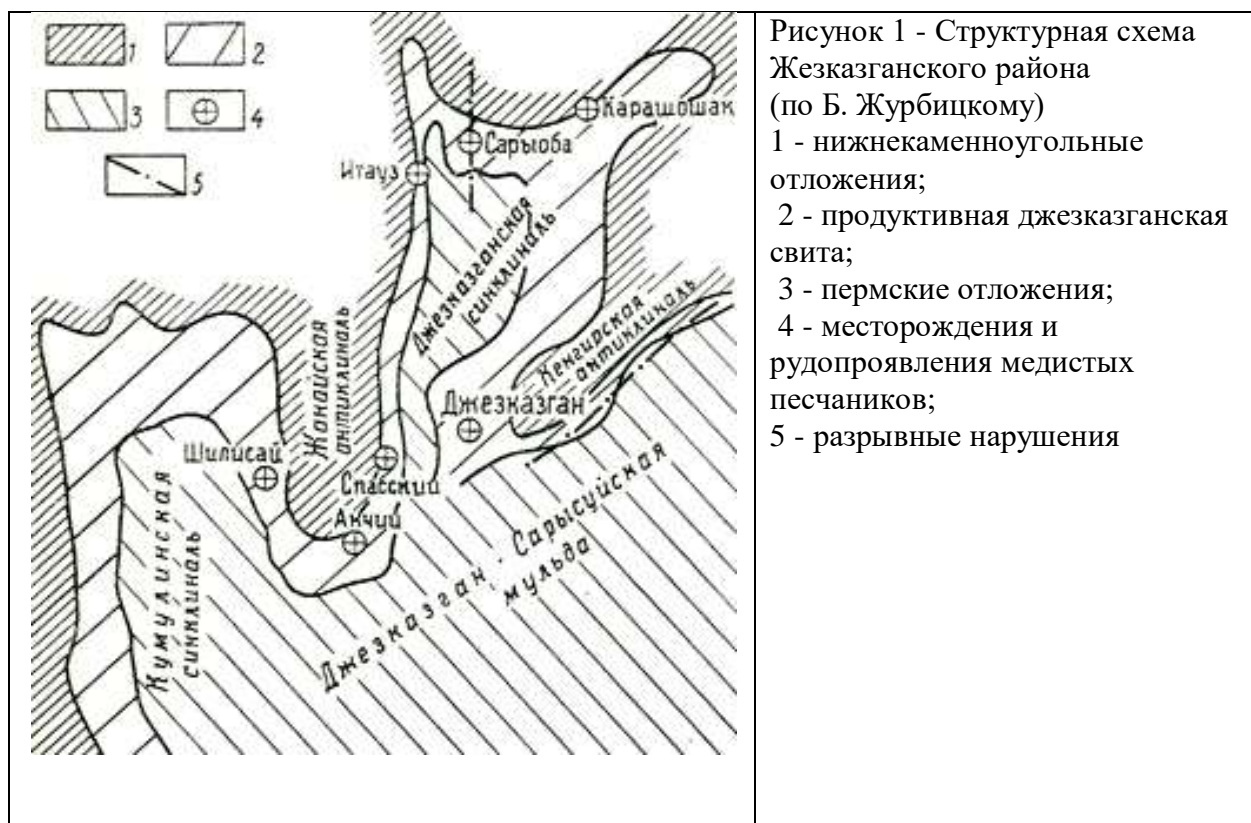 1
2
3
4
5
Карашошак
Сарыоба
Итауз
Джезказганская
синклиналь
Жанайская
антиклиналь
Кенгирская
антиклиналь
Джезказган
Шилисай
Спасский
Анчий
Кумулинская
синклиналь
Джезказган - Сарысуйская
мульда
Рисунок 1 - Структурная схема
Жезказганского района
(по Б. Журбицкому)
1 - нижнекаменноугольные
отложения;
2 - продуктивная джезказганская
свита;
3 - пермские отложения;
4 - месторождения и
рудопроявления медистых
песчаников;
5 - разрывные нарушения